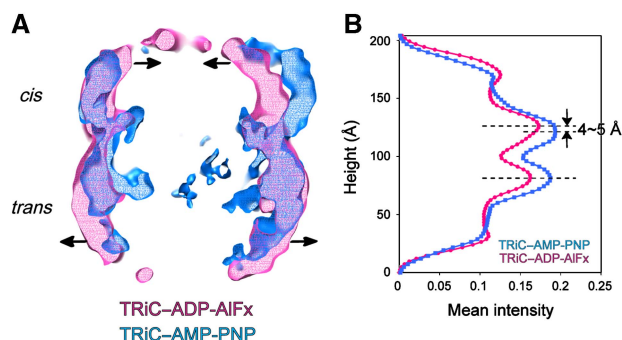 A
cis
trans
TRiC–ADP-AlFx
TRiC–AMP-PNP
B
200
150
100
50
0
Height (Å)
4~5 Å
TRiC–AMP-PNP
TRiC–ADP-AlFx
0 0.05 0.1 0.15 0.2 0.25
Mean intensity